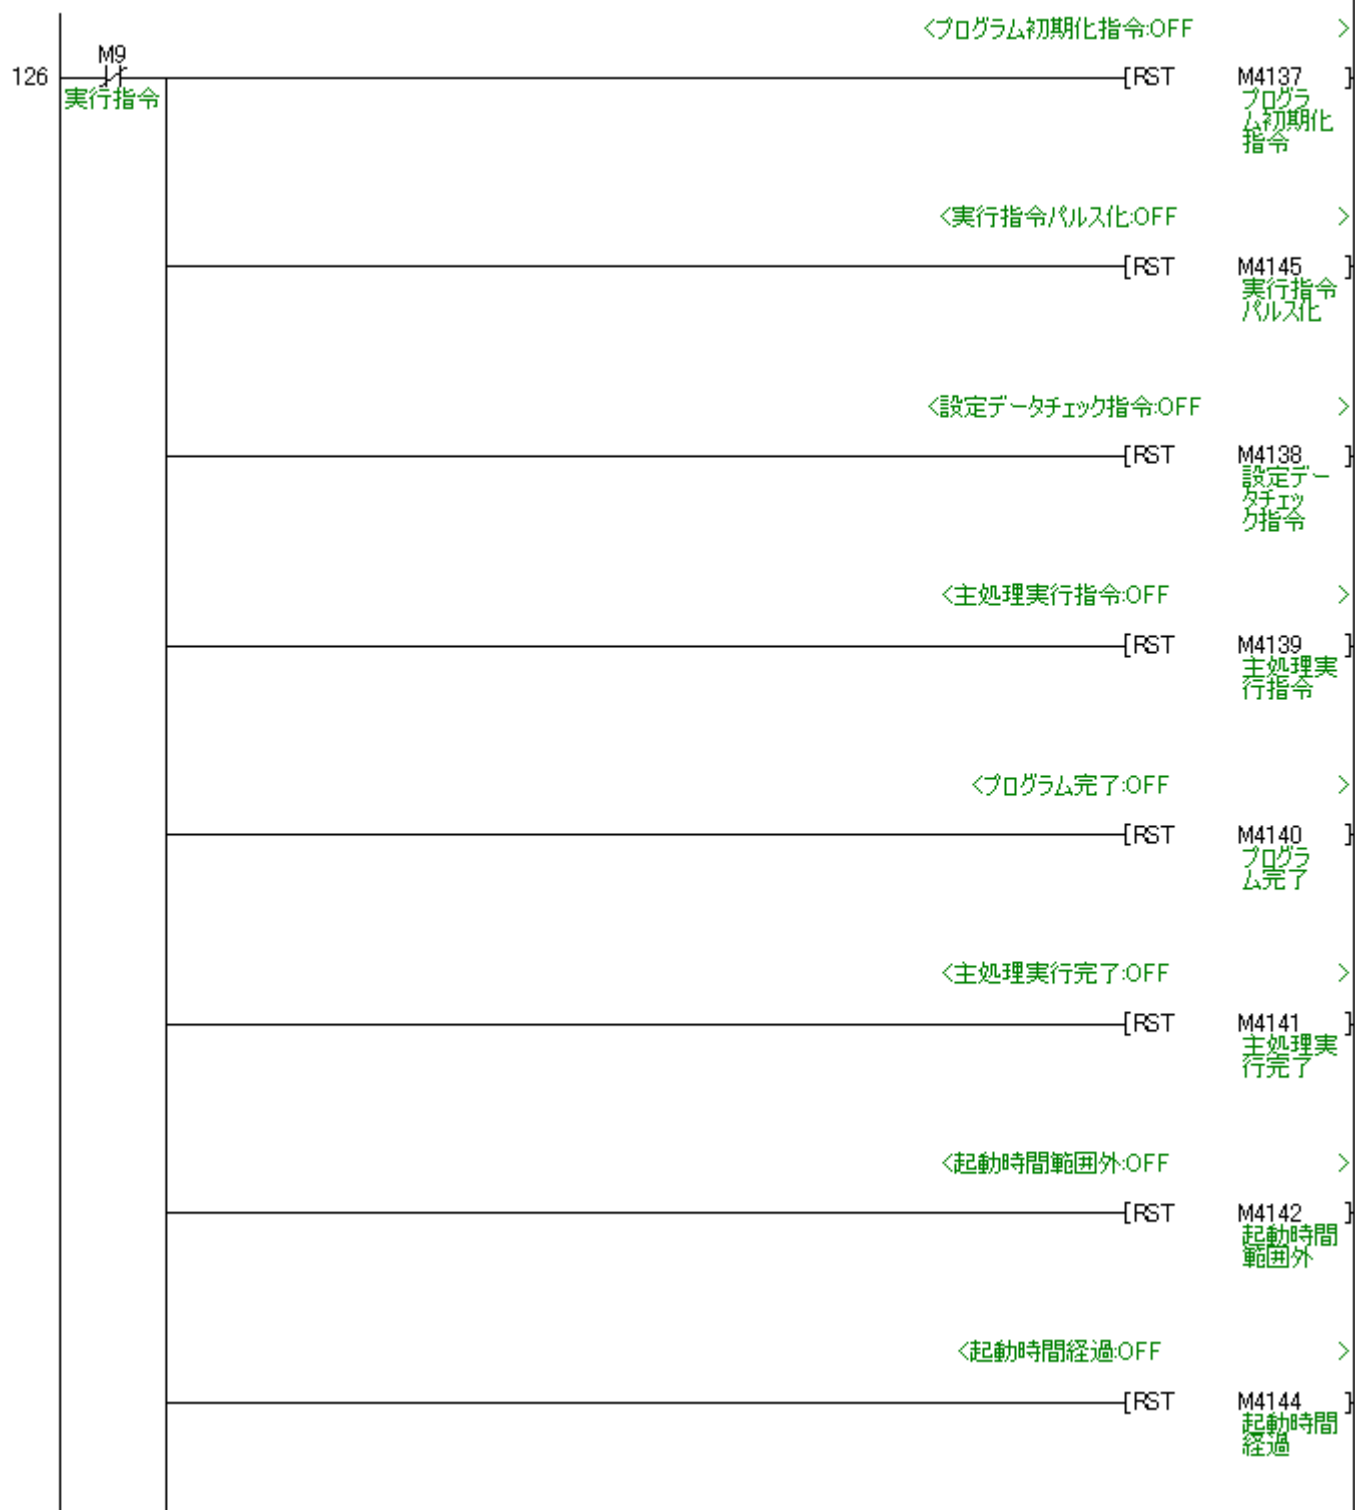 <プログラム初期化指令:OFF >
M9
126 [RST M4137 ]
実行指令
プログラ
ム初期化
指令
<実行指令パルス化:OFF >
[RST M4145 ]
実行指令
パルス化
<設定データチェック指令:OFF >
[RST M4138 ]
設定デー
タチェッ
ク指令
<主処理実行指令:OFF >
[RST M4139 ]
主処理実
行指令
<プログラム完了:OFF >
[RST M4140 ]
プログラ
ム完了
<主処理実行完了:OFF >
[RST M4141 ]
主処理実
行完了
<起動時間範囲外:OFF >
[RST M4142 ]
起動時間
範囲外
<起動時間経過:OFF >
[RST M4144 ]
起動時間
経過